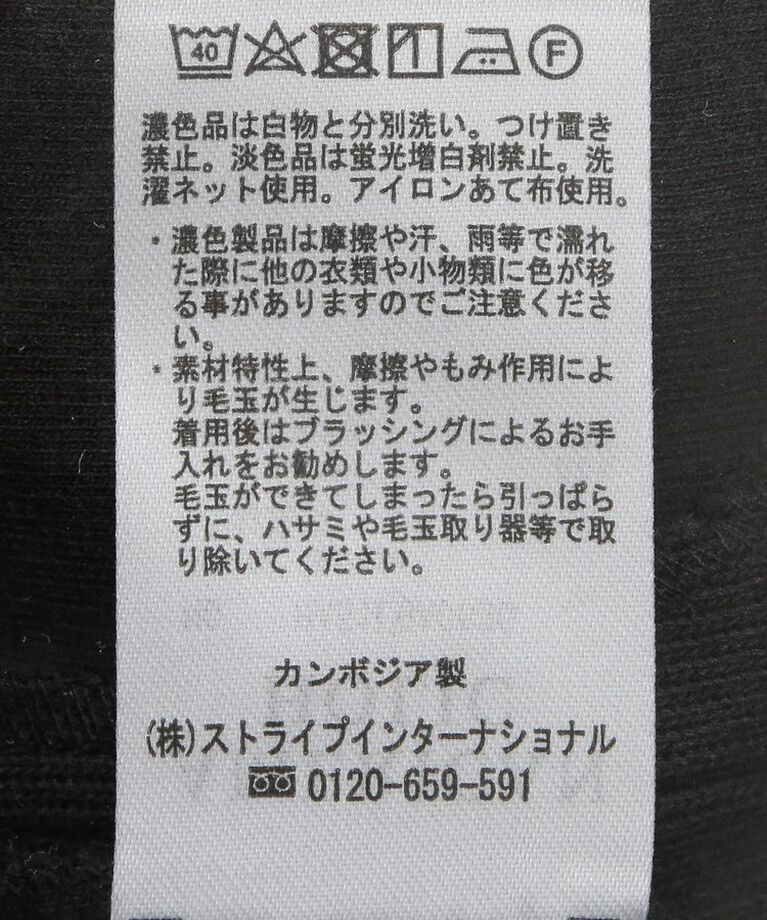 40
F
濃色品は白物と分別洗い。つけ置き
禁止。淡色品は蛍光増白剤禁止。洗
濯ネット使用。アイロンあて布使用。
・濃色製品は摩擦や汗、雨等で濡れ
た際に他の衣類や小物類に色が移
る事がありますのでご注意くださ
い。
・素材特性上、摩擦やもみ作用によ
り毛玉が生じます。
着用後はブラッシングによるお手
入れをお勧めします。
毛玉ができてしまったら引っぱら
ずに、ハサミや毛玉取り器等で取
り除いてください。
カンボジア製
(株)ストライプインターナショナル
0120-659-591